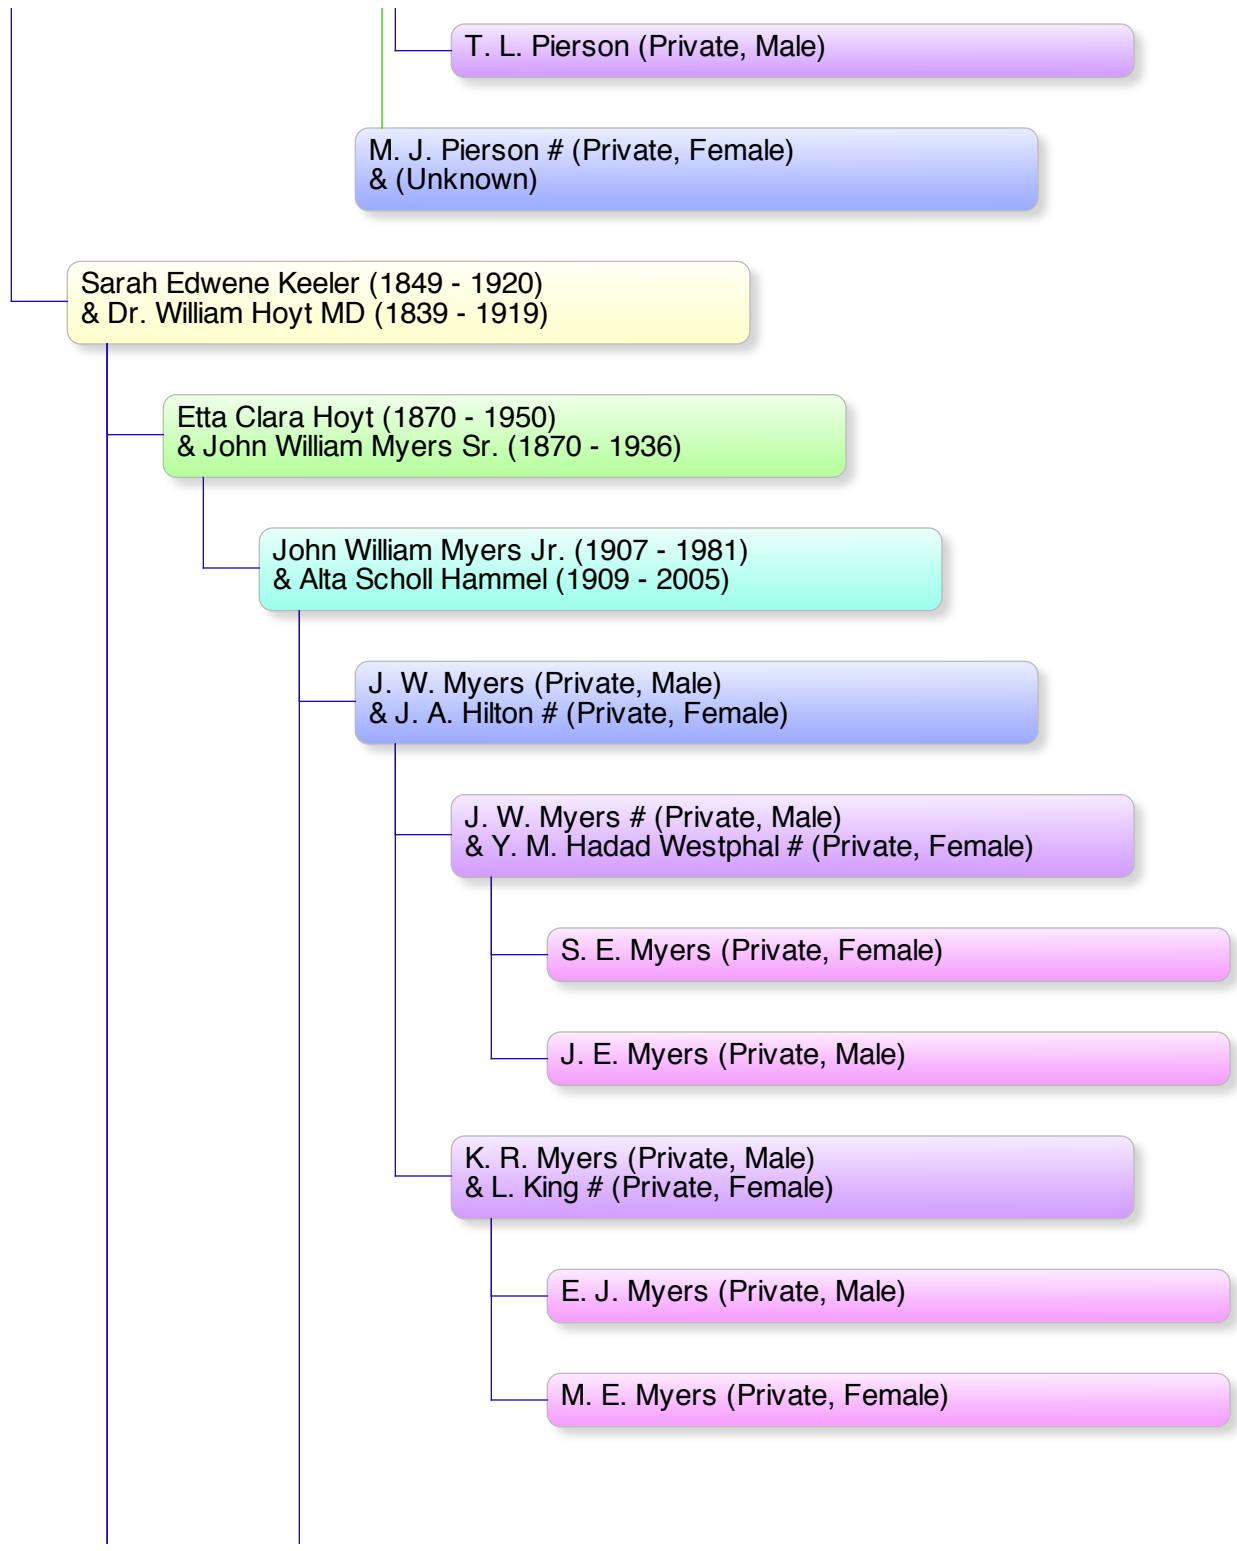 T. L. Pierson (Private, Male)
M. J. Pierson # (Private, Female)
& (Unknown)
Sarah Edwene Keeler (1849 - 1920)
& Dr. William Hoyt MD (1839 - 1919)
Etta Clara Hoyt (1870 - 1950)
& John William Myers Sr. (1870 - 1936)
John William Myers Jr. (1907 - 1981)
& Alta Scholl Hammel (1909 - 2005)
J. W. Myers (Private, Male)
& J. A. Hilton # (Private, Female)
J. W. Myers # (Private, Male)
& Y. M. Hadad Westphal # (Private, Female)
S. E. Myers (Private, Female)
J. E. Myers (Private, Male)
K. R. Myers (Private, Male)
& L. King # (Private, Female)
E. J. Myers (Private, Male)
M. E. Myers (Private, Female)